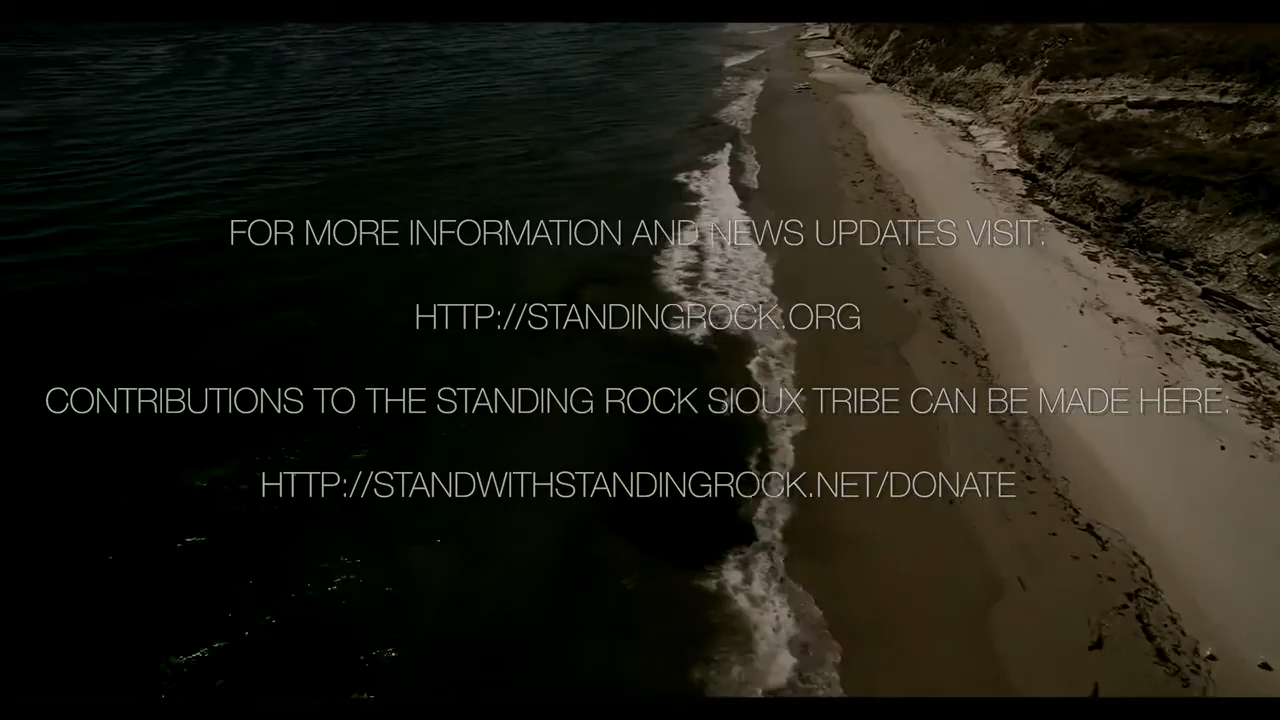 FOR MORE INFORMATION AND NEWS UPDATES VISIT:
HTTP://STANDINGROCK.ORG
CONTRIBUTIONS TO THE STANDING ROCK SIOUX TRIBE CAN BE MADE HERE:
HTTP://STANDWITHSTANDINGROCK.NET/DONATE